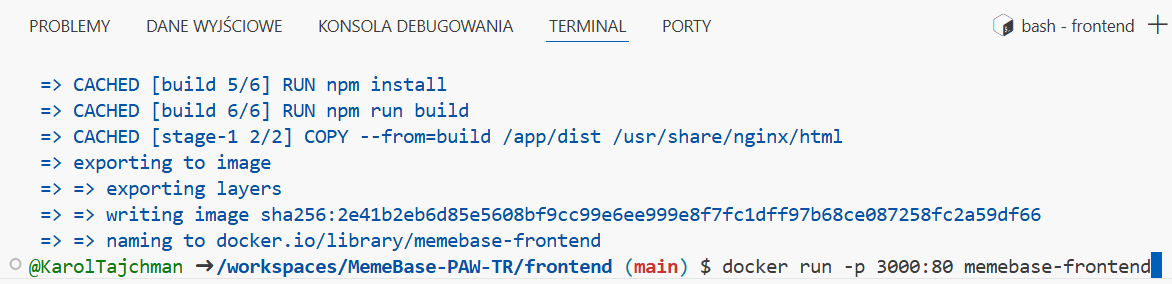 PROBLEMY DANE WYJŚCIOWE KONSOLA DEBUGOWANIA TERMINAL PORTY bash - frontend
=> CACHED [build 5/6] RUN npm install
=> CACHED [build 6/6] RUN npm run build
=> CACHED [stage-1 2/2] COPY --from=build /app/dist /usr/share/nginx/html
=> exporting to image
=> => exporting layers
=> => writing image sha256:2e41b2eb6d85e5608bf9cc99e6ee999e8f7fc1dff97b68ce087258fc2a59df66
=> => naming to docker.io/library/memebase-frontend
@KarolTajchman ➜/workspaces/MemeBase-PAW-TR/frontend (main) $ docker run -p 3000:80 memebase-frontend